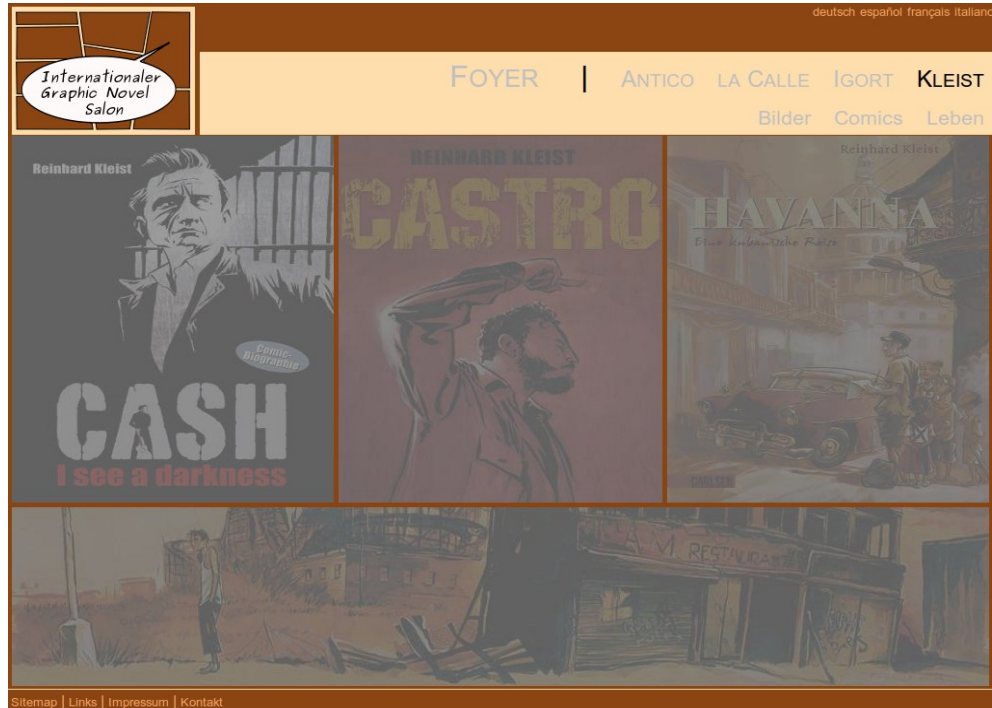 deutsch español français italiano
Internationaler
Graphic Novel
Salon
FOYER | ANTICO LA CALLE IGORT KLEIST
Bilder Comics Leben
Reinhard Kleist
Comic-
Biographie
CASH
I see a darkness
REINHARD KLEIST
CASTRO
Reinhard Kleist
HAVANNA
Eine kubanische Reise
CARLSEN
A.M. RESTAURANT
Sitemap | Links | Impressum | Kontakt